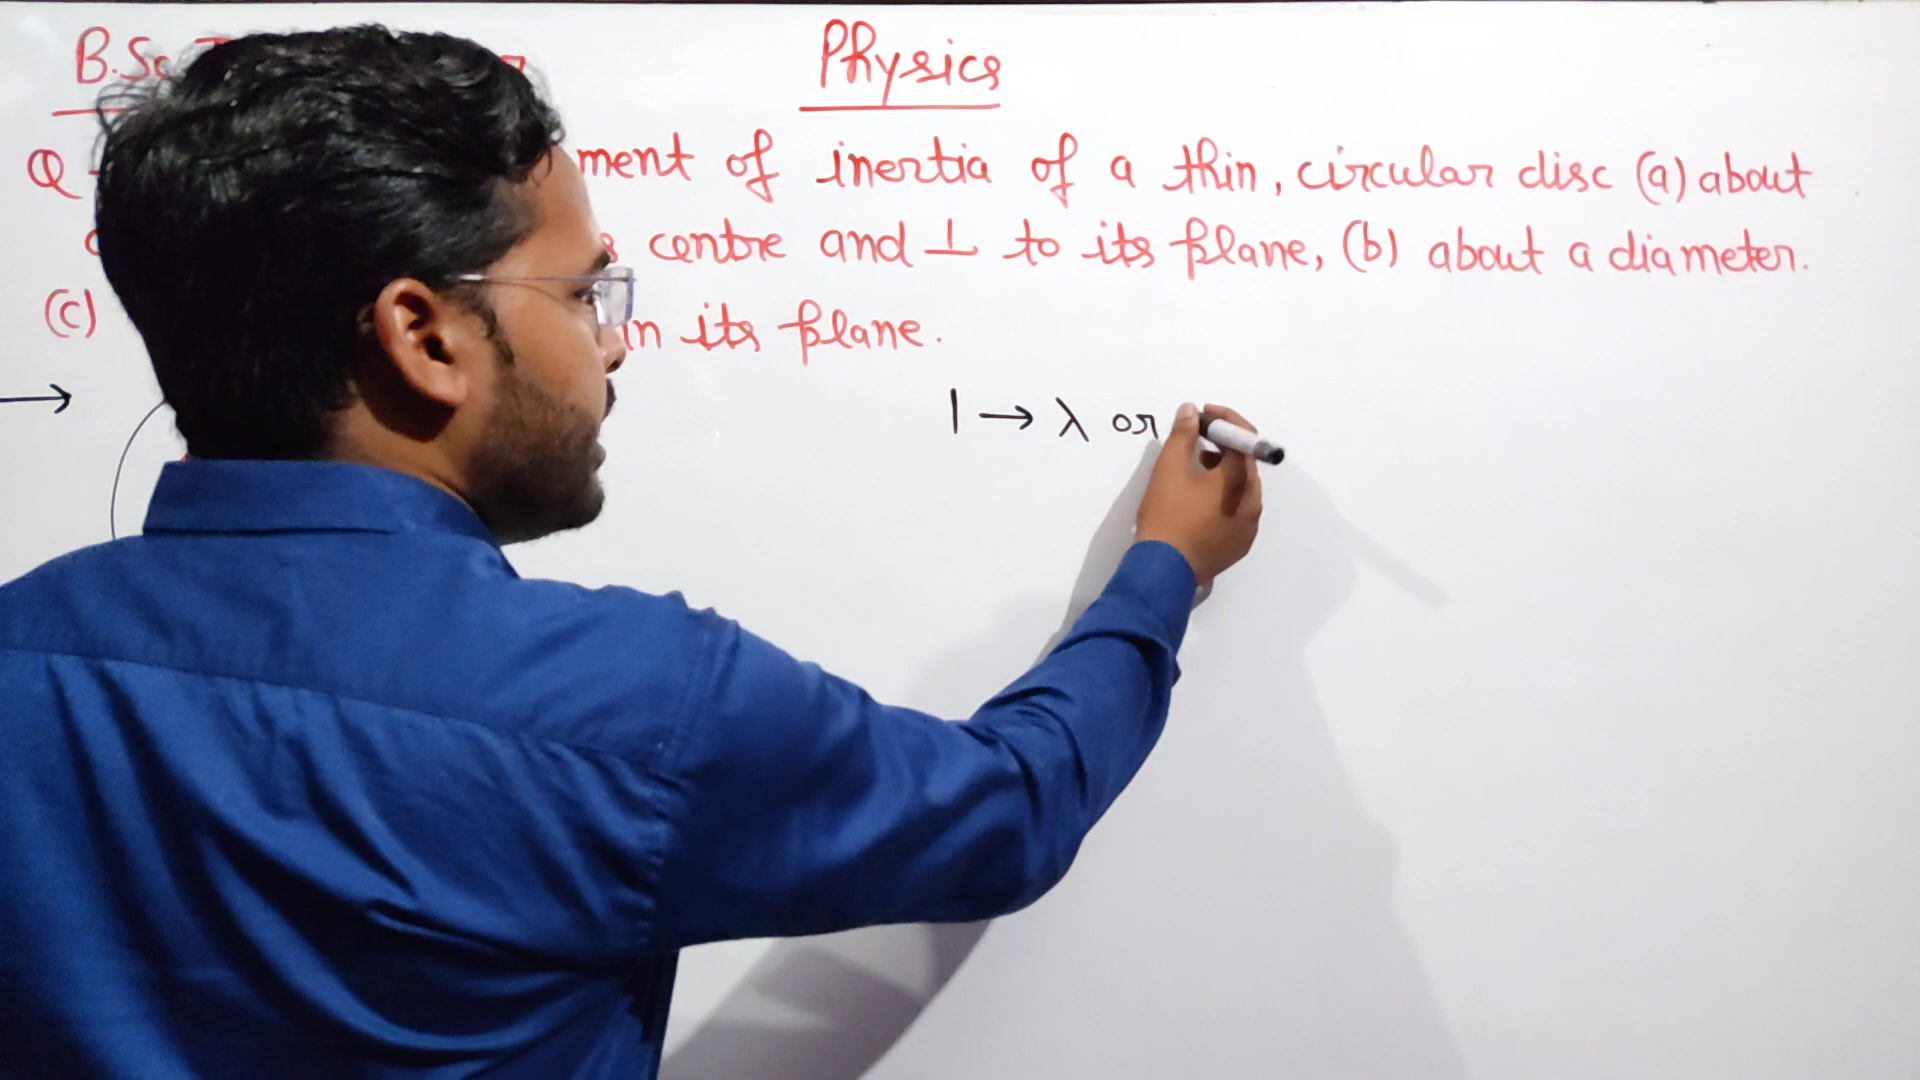 B.Sc Physics
Q ment of inertia of a thin, circular disc (a) about
centre and ⊥ to its plane, (b) about a diameter.
(c) in its plane.
→ | → λ or